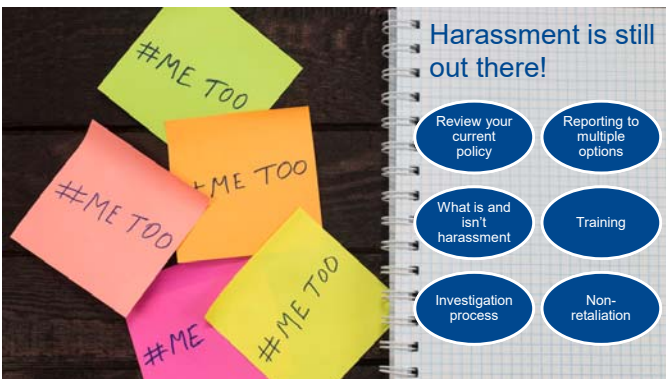 #ME TOO
#ME TOO
#ME TOO
#ME
#ME TOO
Harassment is still
out there!
Review your
current
policy
Reporting to
multiple
options
What is and
isn't
harassment
Training
Investigation
process
Non-
retaliation